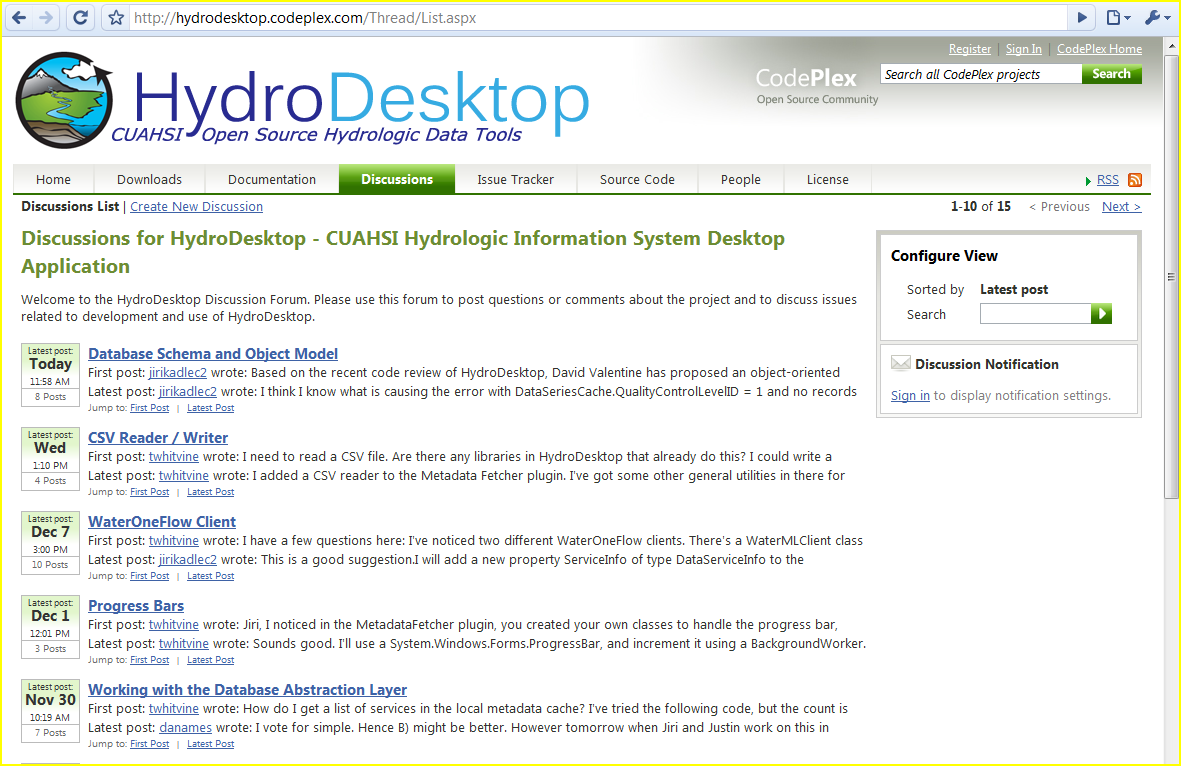 http://hydrodesktop.codeplex.com/Thread/List.aspx
Register | Sign In | CodePlex Home
HydroDesktop
CUAHSI Open Source Hydrologic Data Tools
CodePlex
Open Source Community
Search all CodePlex projects Search
Home Downloads Documentation Discussions Issue Tracker Source Code People License RSS
Discussions List | Create New Discussion 1-10 of 15 < Previous Next >
Discussions for HydroDesktop - CUAHSI Hydrologic Information System Desktop
Application
Welcome to the HydroDesktop Discussion Forum. Please use this forum to post questions or comments about the project and to discuss issues
related to development and use of HydroDesktop.
Latest post:
Today
11:58 AM
8 Posts
Database Schema and Object Model
First post: jirikadlec2 wrote: Based on the recent code review of HydroDesktop, David Valentine has proposed an object-oriented
Latest post: jirikadlec2 wrote: I think I know what is causing the error with DataSeriesCache.QualityControlLevelID = 1 and no records
Jump to: First Post | Latest Post
Latest post:
Wed
1:10 PM
4 Posts
CSV Reader / Writer
First post: twhitvine wrote: I need to read a CSV file. Are there any libraries in HydroDesktop that already do this? I could write a
Latest post: twhitvine wrote: I added a CSV reader to the Metadata Fetcher plugin. I've got some other general utilities in there for
Jump to: First Post | Latest Post
Latest post:
Dec 7
3:00 PM
10 Posts
WaterOneFlow Client
First post: twhitvine wrote: I have a few questions here: I've noticed two different WaterOneFlow clients. There's a WaterMLClient class
Latest post: jirikadlec2 wrote: This is a good suggestion.I will add a new property ServiceInfo of type DataServiceInfo to the
Jump to: First Post | Latest Post
Latest post:
Dec 1
12:01 PM
3 Posts
Progress Bars
First post: twhitvine wrote: Jiri, I noticed in the MetadataFetcher plugin, you created your own classes to handle the progress bar,
Latest post: twhitvine wrote: Sounds good. I'll use a System.Windows.Forms.ProgressBar, and increment it using a BackgroundWorker.
Jump to: First Post | Latest Post
Latest post:
Nov 30
10:19 AM
7 Posts
Working with the Database Abstraction Layer
First post: twhitvine wrote: How do I get a list of services in the local metadata cache? I've tried the following code, but the count is
Latest post: danames wrote: I vote for simple. Hence B) might be better. However tomorrow when Jiri and Justin work on this in
Jump to: First Post | Latest Post
Configure View
Sorted by Latest post
Search
Discussion Notification
Sign in to display notification settings.